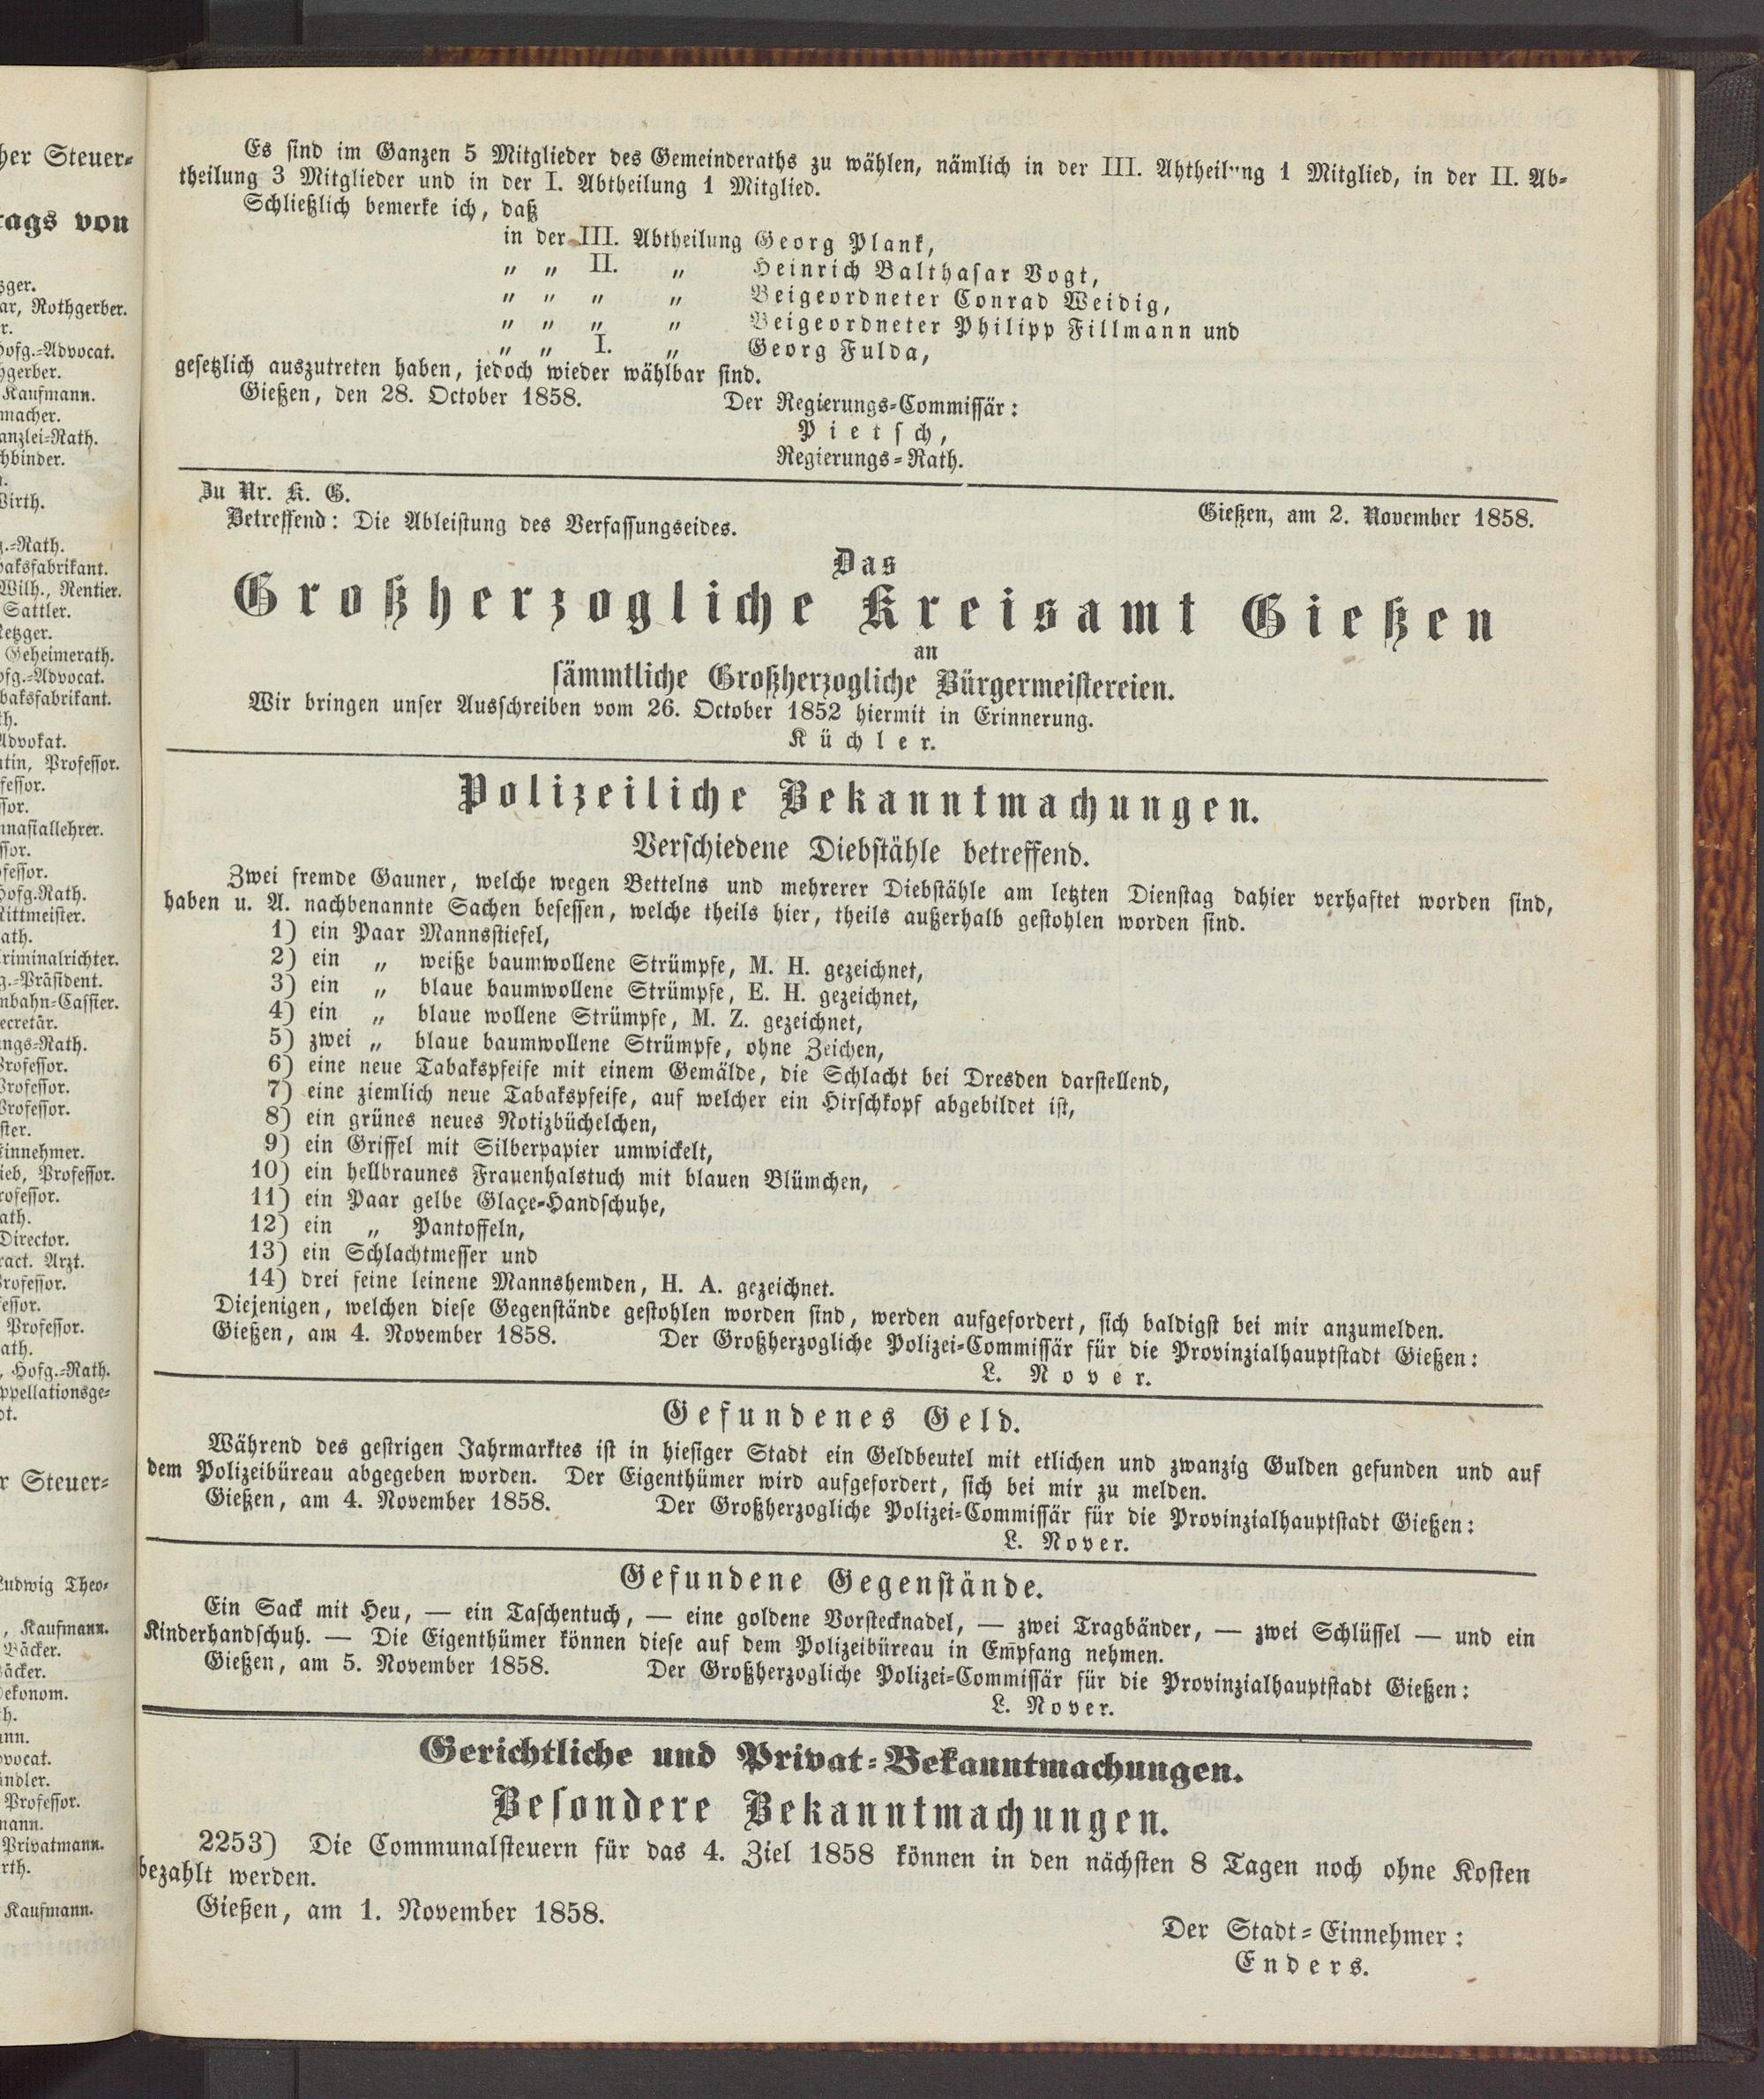 Es sind im Ganzen 5 Mitglieder des Gemeinderaths zu wählen, nämlich in der III. Abtheilung 1 Mitglied, in der II. Ab-
theilung 3 Mitglieder und in der I. Abtheilung 1 Mitglied.
Schließlich bemerke ich, daß
in der III. Abtheilung Georg Plank,
„ „ II. „ Heinrich Balthasar Vogt,
„ „ „ „ Beigeordneter Conrad Weidig,
„ „ „ „ Beigeordneter Philipp Fillmann und
„ „ I. „ Georg Fulda,
gesetzlich auszutreten haben, jedoch wieder wählbar sind.
Gießen, den 28. October 1858. Der Regierungs-Commissär:
Pietsch,
Regierungs-Rath.
Zu Nr. K. G. Gießen, am 2. November 1858.
Betreffend: Die Ableistung des Verfassungseides.
Das
Großherzogliche Kreisamt Gießen
an
sämmtliche Großherzogliche Bürgermeistereien.
Wir bringen unser Ausschreiben vom 26. October 1852 hiermit in Erinnerung.
Küchler.
Polizeiliche Bekanntmachungen.
Verschiedene Diebstähle betreffend.
Zwei fremde Gauner, welche wegen Bettelns und mehrerer Diebstähle am letzten Dienstag dahier verhaftet worden sind,
haben u. A. nachbenannte Sachen besessen, welche theils hier, theils außerhalb gestohlen worden sind.
1) ein Paar Mannsstiefel,
2) ein „ weiße baumwollene Strümpfe, M. H. gezeichnet,
3) ein „ blaue baumwollene Strümpfe, E. H. gezeichnet,
4) ein „ blaue wollene Strümpfe, M. Z. gezeichnet,
5) zwei „ blaue baumwollene Strümpfe, ohne Zeichen,
6) eine neue Tabakspfeife mit einem Gemälde, die Schlacht bei Dresden darstellend,
7) eine ziemlich neue Tabakspfeife, auf welcher ein Hirschkopf abgebildet ist,
8) ein grünes neues Notizbüchelchen,
9) ein Griffel mit Silberpapier umwickelt,
10) ein hellbraunes Frauenhalstuch mit blauen Blümchen,
11) ein Paar gelbe Glaçe-Handschuhe,
12) ein „ Pantoffeln,
13) ein Schlachtmesser und
14) drei feine leinene Mannshemden, H. A. gezeichnet.
Diejenigen, welchen diese Gegenstände gestohlen worden sind, werden aufgefordert, sich baldigst bei mir anzumelden.
Gießen, am 4. November 1858. Der Großherzogliche Polizei-Commissär für die Provinzialhauptstadt Gießen:
L. Nover.
Gefundenes Geld.
Während des gestrigen Jahrmarktes ist in hiesiger Stadt ein Geldbeutel mit etlichen und zwanzig Gulden gefunden und auf
dem Polizeibüreau abgegeben worden. Der Eigenthümer wird aufgefordert, sich bei mir zu melden.
Gießen, am 4. November 1858. Der Großherzogliche Polizei-Commissär für die Provinzialhauptstadt Gießen:
L. Nover.
Gefundene Gegenstände.
Ein Sack mit Heu, — ein Taschentuch, — eine goldene Vorstecknadel, — zwei Tragbänder, — zwei Schlüssel — und ein
Kinderhandschuh. — Die Eigenthümer können diese auf dem Polizeibüreau in Empfang nehmen.
Gießen, am 5. November 1858. Der Großherzogliche Polizei-Commissär für die Provinzialhauptstadt Gießen:
L. Nover.
Gerichtliche und Privat-Bekanntmachungen.
Besondere Bekanntmachungen.
2253) Die Communalsteuern für das 4. Ziel 1858 können in den nächsten 8 Tagen noch ohne Kosten
bezahlt werden.
Gießen, am 1. November 1858.
Der Stadt-Einnehmer:
Enders.